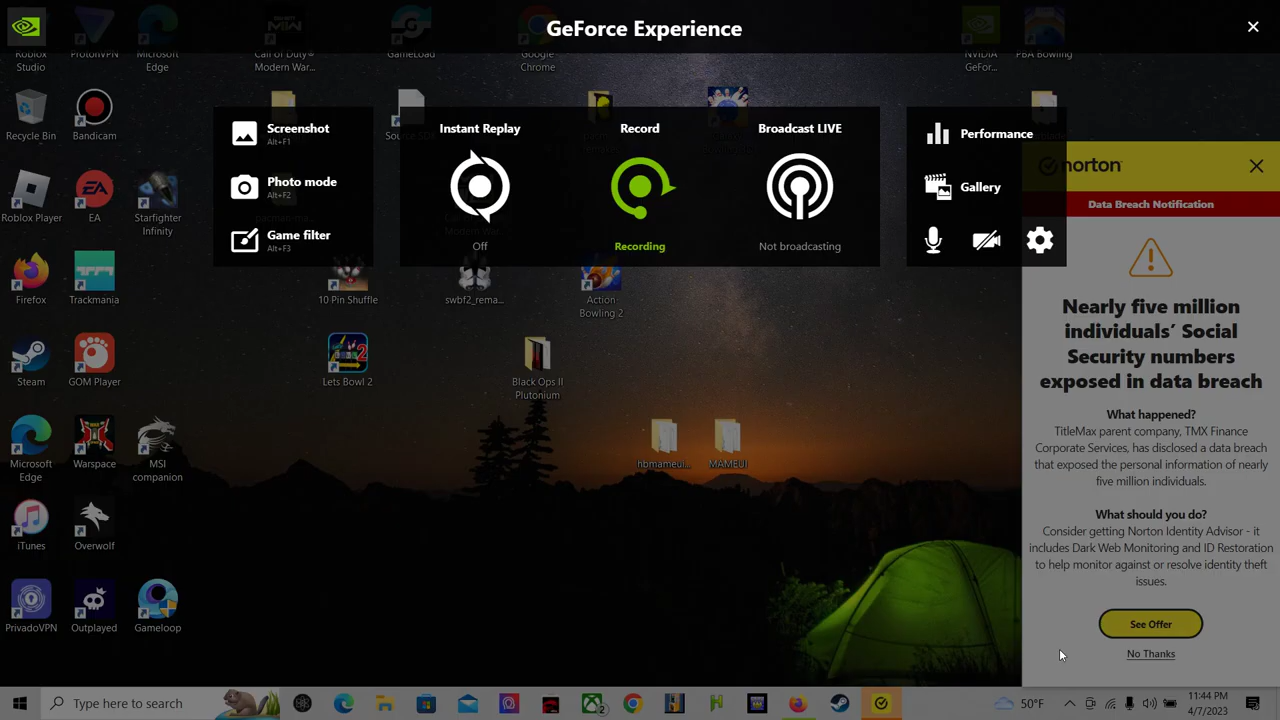 GeForce Experience
Roblox
Studio
ProtonVPN
Microsoft
Edge
Call of Duty®
Modern War...
GameLoad
Google
Chrome
NVIDIA
GeFor...
PBA Bowling
Recycle Bin
Bandicam
Screenshot
Alt+F1
Photo mode
Alt+F2
Game filter
Alt+F3
Instant Replay
Off
Record
Recording
Broadcast LIVE
Not broadcasting
Performance
Gallery
Roblox Player
EA
Starfighter
Infinity
Firefox
Trackmania
10 Pin Shuffle
swbf2_rema...
Action
Bowling 2
Steam
GOM Player
Lets Bowl 2
Black Ops II
Plutonium
Microsoft
Edge
Warspace
MSI
companion
hbmameui...
MAMEUI
iTunes
Overwolf
PrivadoVPN
Outplayed
Gameloop
norton
Data Breach Notification
Nearly five million
individuals’ Social
Security numbers
exposed in data breach
What happened?
TitleMax parent company, TMX Finance
Corporate Services, has disclosed a data breach
that exposed the personal information of nearly
five million individuals.
What should you do?
Consider getting Norton Identity Advisor - it
includes Dark Web Monitoring and ID Restoration
to help monitor against or resolve identity theft
issues.
See Offer
No Thanks
Type here to search
2
50°F
11:44 PM
4/7/2023